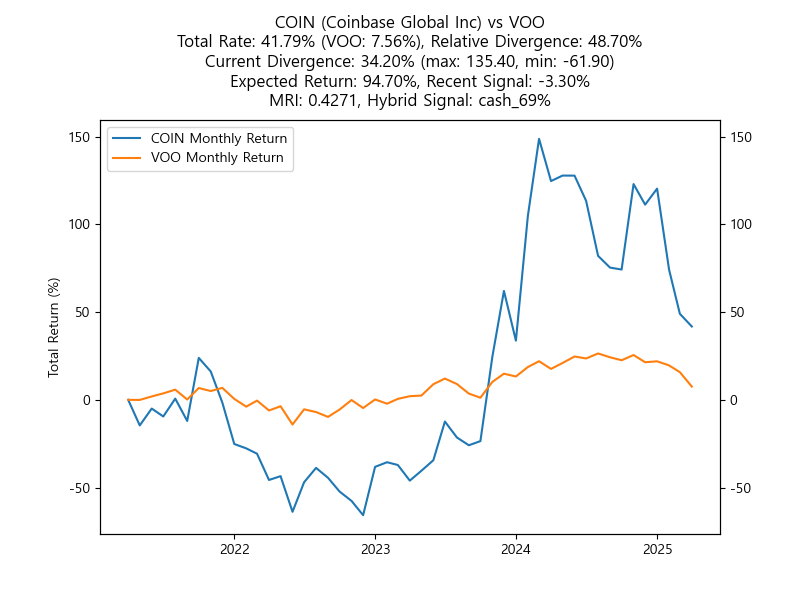 COIN (Coinbase Global Inc) vs VOO
Total Rate: 41.79% (VOO: 7.56%), Relative Divergence: 48.70%
Current Divergence: 34.20% (max: 135.40, min: -61.90)
Expected Return: 94.70%, Recent Signal: -3.30%
MRI: 0.4271, Hybrid Signal: cash_69%
COIN Monthly Return
VOO Monthly Return
Total Return (%)
150
100
50
0
-50
150
100
50
0
-50
2022
2023
2024
2025